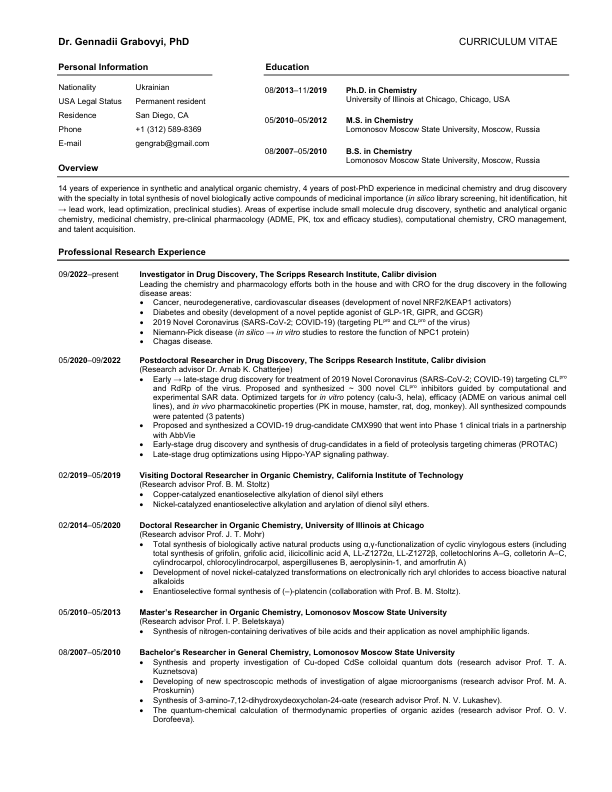 Dr. Gennadii Grabovyi, PhD
CURRICULUM VITAE
Personal Information
Nationality Ukrainian
USA Legal Status Permanent resident
Residence San Diego, CA
Phone +1 (312) 589-8369
E-mail gengrab@gmail.com
Education
08/2013–11/2019 Ph.D. in Chemistry
University of Illinois at Chicago, Chicago, USA
05/2010–05/2012 M.S. in Chemistry
Lomonosov Moscow State University, Moscow, Russia
08/2007–05/2010 B.S. in Chemistry
Lomonosov Moscow State University, Moscow, Russia
Overview
14 years of experience in synthetic and analytical organic chemistry, 4 years of post-PhD experience in medicinal chemistry and drug discovery
with the specialty in total synthesis of novel biologically active compounds of medicinal importance (in silico library screening, hit identification, hit
→ lead work, lead optimization, preclinical studies). Areas of expertise include small molecule drug discovery, synthetic and analytical organic
chemistry, medicinal chemistry, pre-clinical pharmacology (ADME, PK, tox and efficacy studies), computational chemistry, CRO management,
and talent acquisition.
Professional Research Experience
09/2022–present Investigator in Drug Discovery, The Scripps Research Institute, Calibr division
Leading the chemistry and pharmacology efforts both in the house and with CRO for the drug discovery in the following
disease areas:
• Cancer, neurodegenerative, cardiovascular diseases (development of novel NRF2/KEAP1 activators)
• Diabetes and obesity (development of a novel peptide agonist of GLP-1R, GIPR, and GCGR)
• 2019 Novel Coronavirus (SARS-CoV-2; COVID-19) (targeting PLpro and CLpro of the virus)
• Niemann-Pick disease (in silico → in vitro studies to restore the function of NPC1 protein)
• Chagas disease.
05/2020–09/2022 Postdoctoral Researcher in Drug Discovery, The Scripps Research Institute, Calibr division
(Research advisor Dr. Arnab K. Chatterjee)
• Early → late-stage drug discovery for treatment of 2019 Novel Coronavirus (SARS-CoV-2; COVID-19) targeting CLpro
and RdRp of the virus. Proposed and synthesized ~ 300 novel CLpro inhibitors guided by computational and
experimental SAR data. Optimized targets for in vitro potency (calu-3, hela), efficacy (ADME on various animal cell
lines), and in vivo pharmacokinetic properties (PK in mouse, hamster, rat, dog, monkey). All synthesized compounds
were patented (3 patents)
• Proposed and synthesized a COVID-19 drug-candidate CMX990 that went into Phase 1 clinical trials in a partnership
with AbbVie
• Early-stage drug discovery and synthesis of drug-candidates in a field of proteolysis targeting chimeras (PROTAC)
• Late-stage drug optimizations using Hippo-YAP signaling pathway.
02/2019–05/2019 Visiting Doctoral Researcher in Organic Chemistry, California Institute of Technology
(Research advisor Prof. B. M. Stoltz)
• Copper-catalyzed enantioselective alkylation of dienol silyl ethers
• Nickel-catalyzed enantioselective alkylation and arylation of dienol silyl ethers.
02/2014–05/2020 Doctoral Researcher in Organic Chemistry, University of Illinois at Chicago
(Research advisor Prof. J. T. Mohr)
• Total synthesis of biologically active natural products using α,γ-functionalization of cyclic vinylogous esters (including
total synthesis of grifolin, grifolic acid, ilicicolinic acid A, LL-Z1272α, LL-Z1272β, colletochlorins A–G, colletorin A–C,
cylindrocarpol, chlorocylindrocarpol, aspergillusenes B, aeroplysinin-1, and amorfrutin A)
• Development of novel nickel-catalyzed transformations on electronically rich aryl chlorides to access bioactive natural
alkaloids
• Enantioselective formal synthesis of (–)-platencin (collaboration with Prof. B. M. Stoltz).
05/2010–05/2013 Master's Researcher in Organic Chemistry, Lomonosov Moscow State University
(Research advisor Prof. I. P. Beletskaya)
• Synthesis of nitrogen-containing derivatives of bile acids and their application as novel amphiphilic ligands.
08/2007–05/2010 Bachelor's Researcher in General Chemistry, Lomonosov Moscow State University
• Synthesis and property investigation of Cu-doped CdSe colloidal quantum dots (research advisor Prof. T. A.
Kuznetsova)
• Developing of new spectroscopic methods of investigation of algae microorganisms (research advisor Prof. M. A.
Proskurnin)
• Synthesis of 3-amino-7,12-dihydroxydeoxycholan-24-oate (research advisor Prof. N. V. Lukashev).
• The quantum-chemical calculation of thermodynamic properties of organic azides (research advisor Prof. O. V.
Dorofeeva).